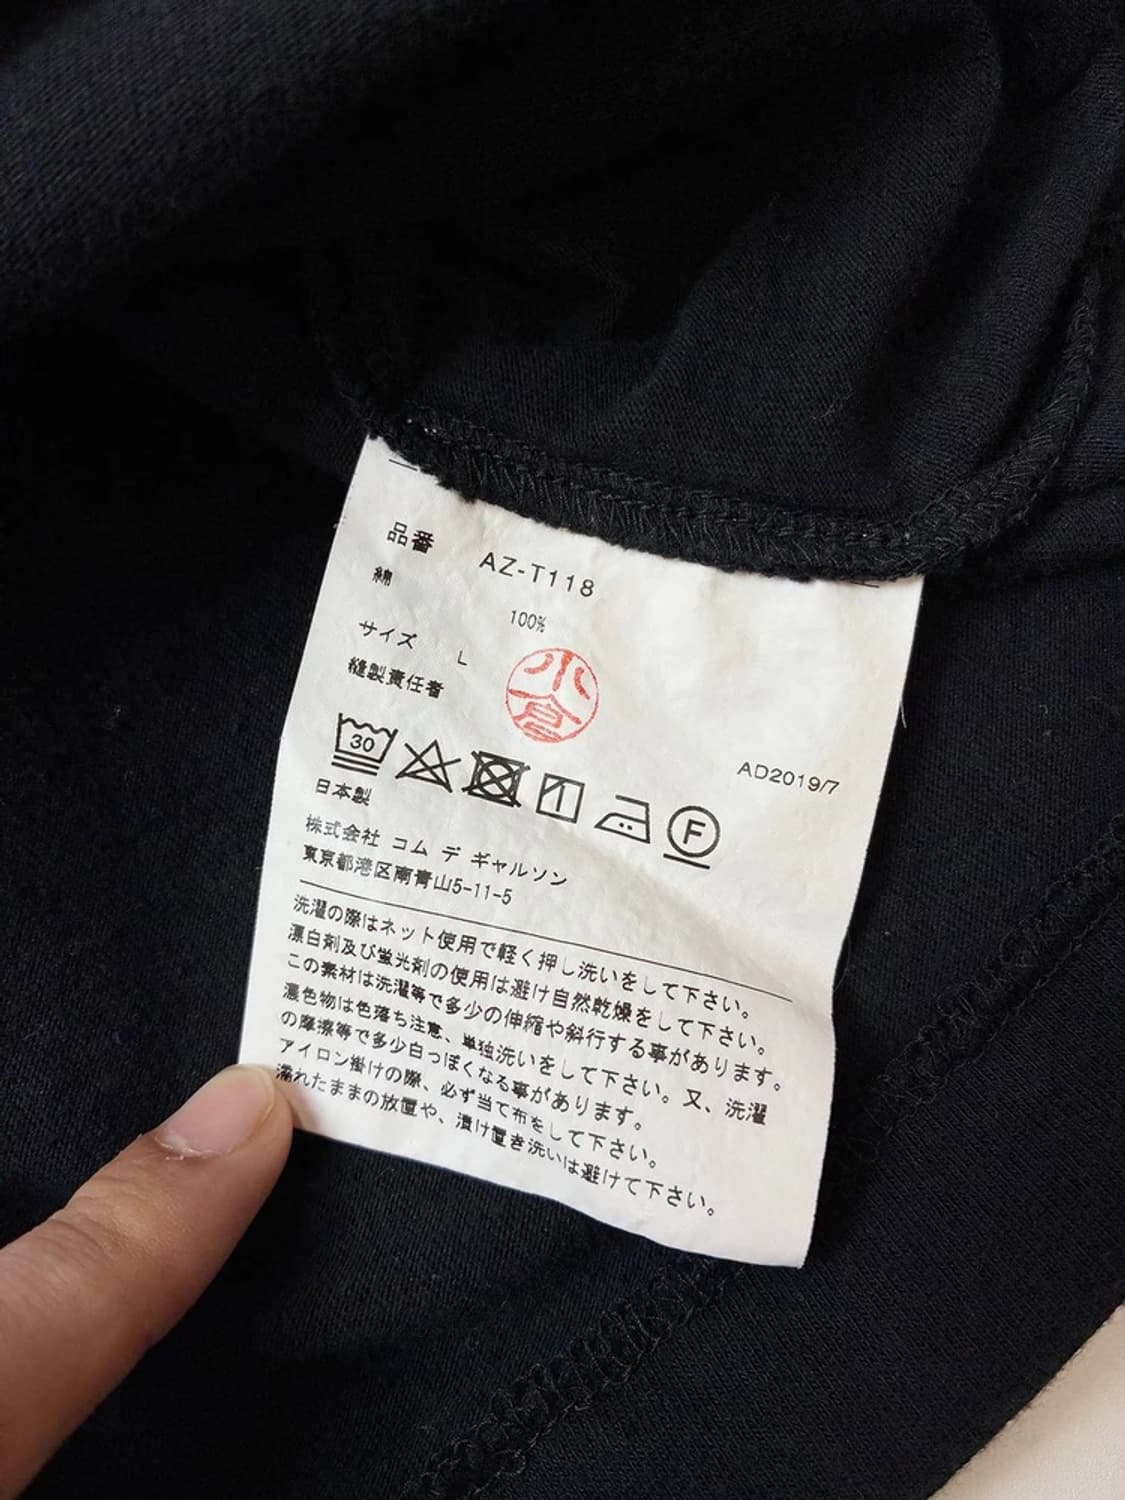 品番 AZ-T118
綿 100%
サイズ L
縫製責任者 小倉
30
F
AD2019/7
日本製
株式会社 コム デ ギャルソン
東京都港区南青山5-11-5
洗濯の際はネット使用で軽く押し洗いをして下さい。
漂白剤及び蛍光剤の使用は避け自然乾燥をして下さい。
この素材は洗濯等で多少の伸縮や斜行する事があります。
濃色物は色落ち注意、単独洗いをして下さい。又、洗濯
の摩擦等で多少白っぽくなる事があります。
アイロン掛けの際、必ず当て布をして下さい。
濡れたままの放置や、漬け置き洗いは避けて下さい。